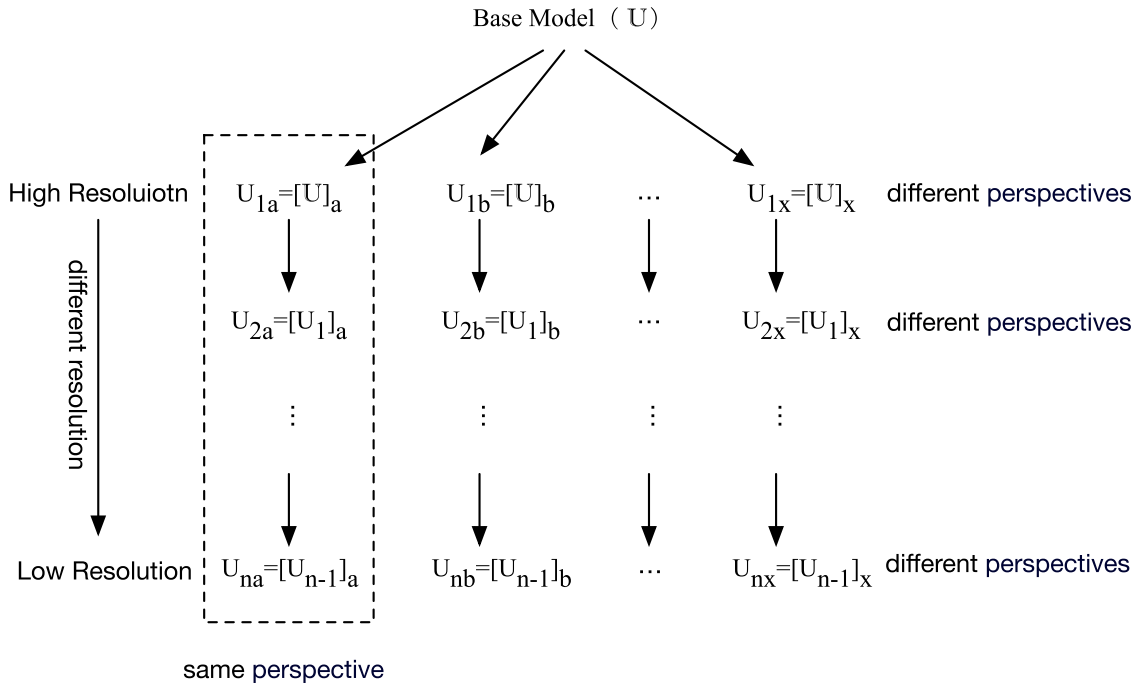 Base Model（ U）
High Resoluiotn U1a=[U]a U1b=[U]b ... U1x=[U]x different perspectives
different resolution
U2a=[U1]a U2b=[U1]b ... U2x=[U1]x different perspectives
⋮ ⋮ ⋮ ⋮
Low Resolution Una=[Un-1]a Unb=[Un-1]b ... Unx=[Un-1]x different perspectives
same perspective